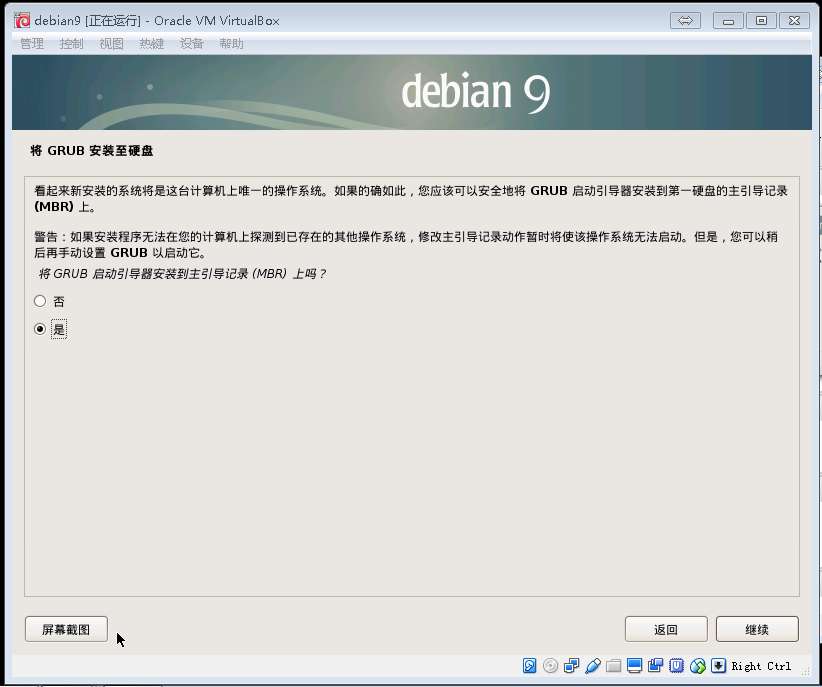 debian9 [正在运行] - Oracle VM VirtualBox
管理 控制 视图 热键 设备 帮助
debian 9
将 GRUB 安装至硬盘
看起来新安装的系统将是这台计算机上唯一的操作系统。如果的确如此，您应该可以安全地将 GRUB 启动引导器安装到第一硬盘的主引导记录
(MBR) 上。
警告：如果安装程序无法在您的计算机上探测到已存在的其他操作系统，修改主引导记录动作暂时将使该操作系统无法启动。但是，您可以稍
后再手动设置 GRUB 以启动它。
将 GRUB 启动引导器安装到主引导记录 (MBR) 上吗？
否
是
屏幕截图 返回 继续
Right Ctrl